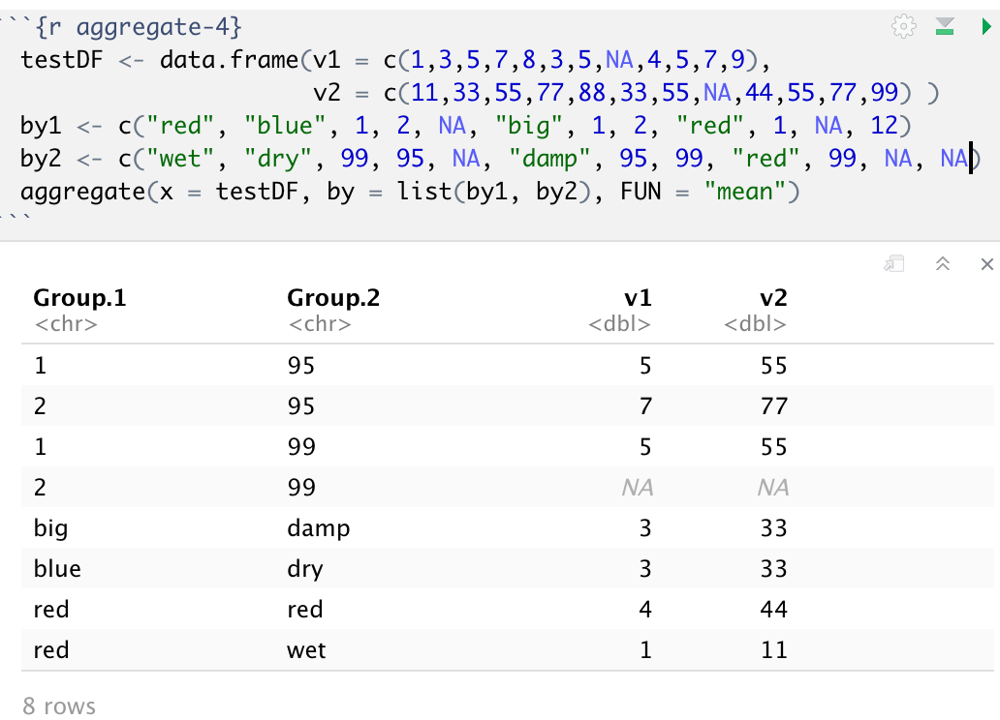 ```{r aggregate-4}
testDF <- data.frame(v1 = c(1,3,5,7,8,3,5,NA,4,5,7,9),
                     v2 = c(11,33,55,77,88,33,55,NA,44,55,77,99) )
by1 <- c("red", "blue", 1, 2, NA, "big", 1, 2, "red", 1, NA, 12)
by2 <- c("wet", "dry", 99, 95, NA, "damp", 95, 99, "red", 99, NA, NA)
aggregate(x = testDF, by = list(by1, by2), FUN = "mean")
```
Group.1 Group.2 v1 v2
<chr> <chr> <dbl> <dbl>
1 95 5 55
2 95 7 77
1 99 5 55
2 99 NA NA
big damp 3 33
blue dry 3 33
red red 4 44
red wet 1 11
8 rows